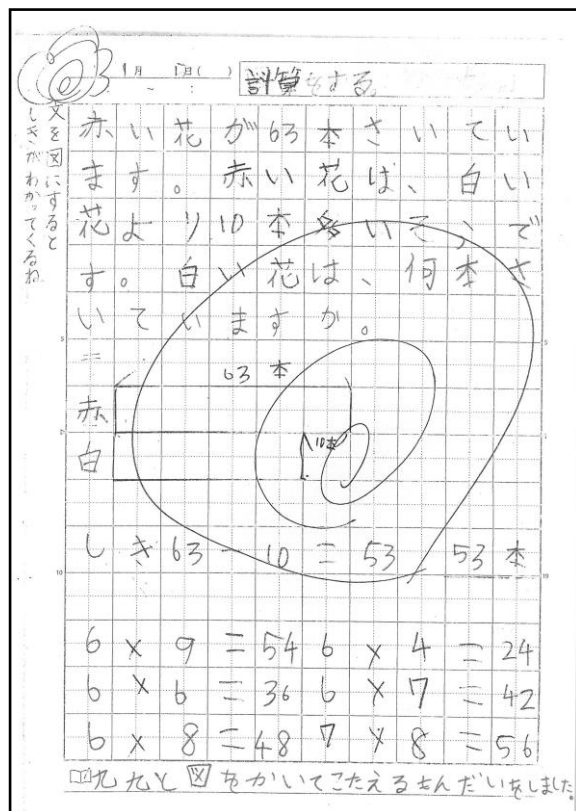 1月 1日( )
計算をする
文を図にすると
しきがわかってくるね
赤い花が63本さいてい
ます。赤い花は、白い
花より10本多いそうで
す。白い花は、何本さ
いていますか。
63本
赤
白
10本
しき63-10=53 53本
6×9=54 6×4=24
6×6=36 6×7=42
6×8=48 7×8=56
九九と図をかいてこたえるもんだいをしました。